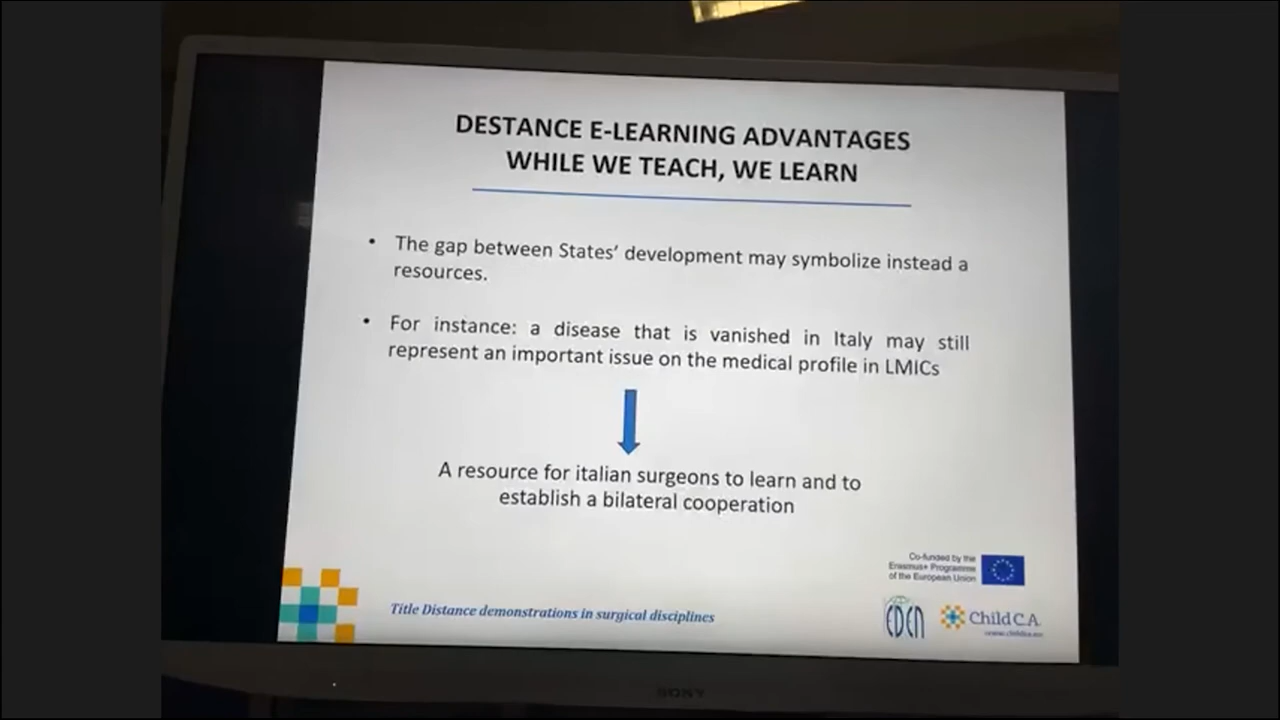 DESTANCE E-LEARNING ADVANTAGES
WHILE WE TEACH, WE LEARN
• The gap between States' development may symbolize instead a
resources.
• For instance: a disease that is vanished in Italy may still
represent an important issue on the medical profile in LMICs
A resource for italian surgeons to learn and to
establish a bilateral cooperation
Co-funded by the
Erasmus+ Programme
of the European Union
Title Distance demonstrations in surgical disciplines
EDEN
Child C.A.
SONY